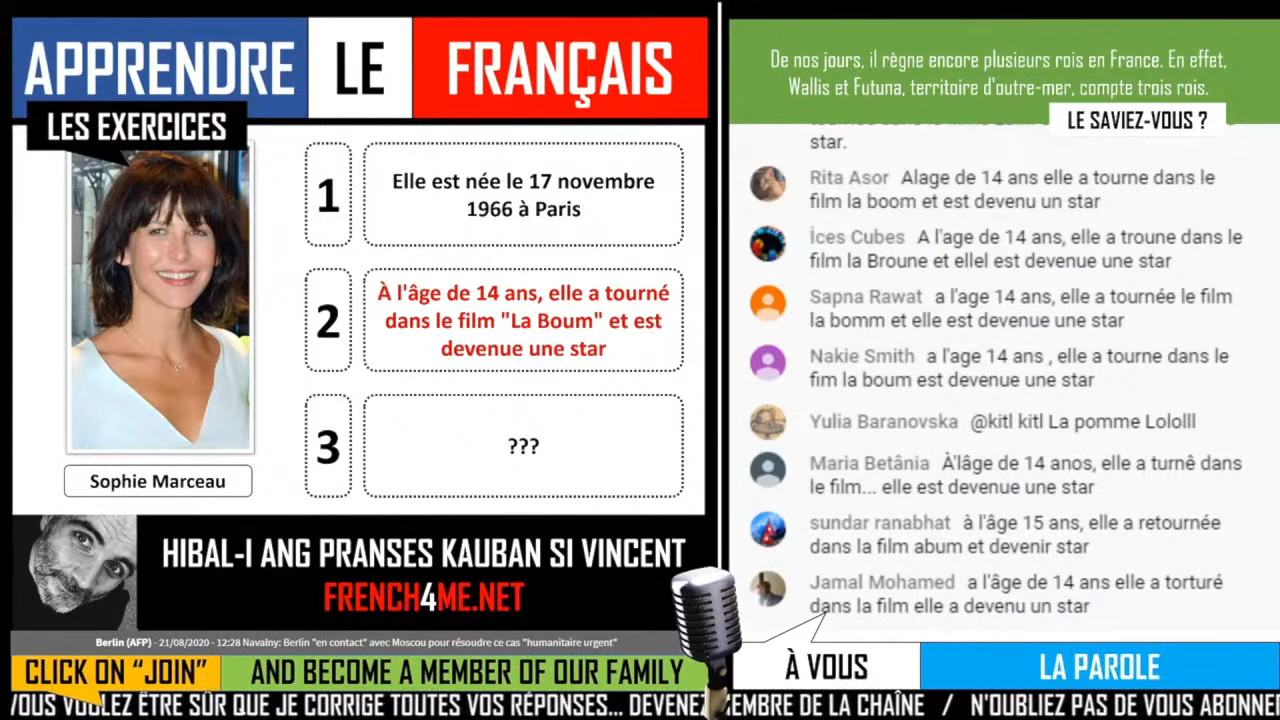 APPRENDRE LE FRANÇAIS
LES EXERCICES
1
Elle est née le 17 novembre
1966 à Paris
2
À l'âge de 14 ans, elle a tourné
dans le film "La Boum" et est
devenue une star
3
???
Sophie Marceau
HIBAL-I ANG PRANSES KAUBAN SI VINCENT
FRENCH4ME.NET
Berlin (AFP) - 21/08/2020 - 12:28 Navalny: Berlin "en contact" avec Moscou pour résoudre ce cas "humanitaire urgent"
CLICK ON "JOIN" AND BECOME A MEMBER OF OUR FAMILY
De nos jours, il règne encore plusieurs rois en France. En effet,
Wallis et Futuna, territoire d'outre-mer, compte trois rois.
LE SAVIEZ-VOUS ?
star.
Rita Asor Alage de 14 ans elle a tourne dans le
film la boom et est devenu un star
İces Cubes A l'age de 14 ans, elle a troune dans le
film la Broune et ellel est devenue une star
Sapna Rawat a l'age 14 ans, elle a tournée le film
la bomm et elle est devenue une star
Nakie Smith a l'age 14 ans , elle a tourne dans le
fim la boum est devenue une star
Yulia Baranovska @kitl kitl La pomme Lololll
Maria Betânia À'lâge de 14 anos, elle a turnê dans
le film... elle est devenue une star
sundar ranabhat à l'âge 15 ans, elle a retournée
dans la film abum et devenir star
Jamal Mohamed a l'âge de 14 ans elle a torturé
dans la film elle a devenu un star
À VOUS LA PAROLE
VOUS VOULEZ ÊTRE SÛR QUE JE CORRIGE TOUTES VOS RÉPONSES... DEVENEZ EMBRE DE LA CHAÎNE / N'OUBLIEZ PAS DE VOUS ABONNE